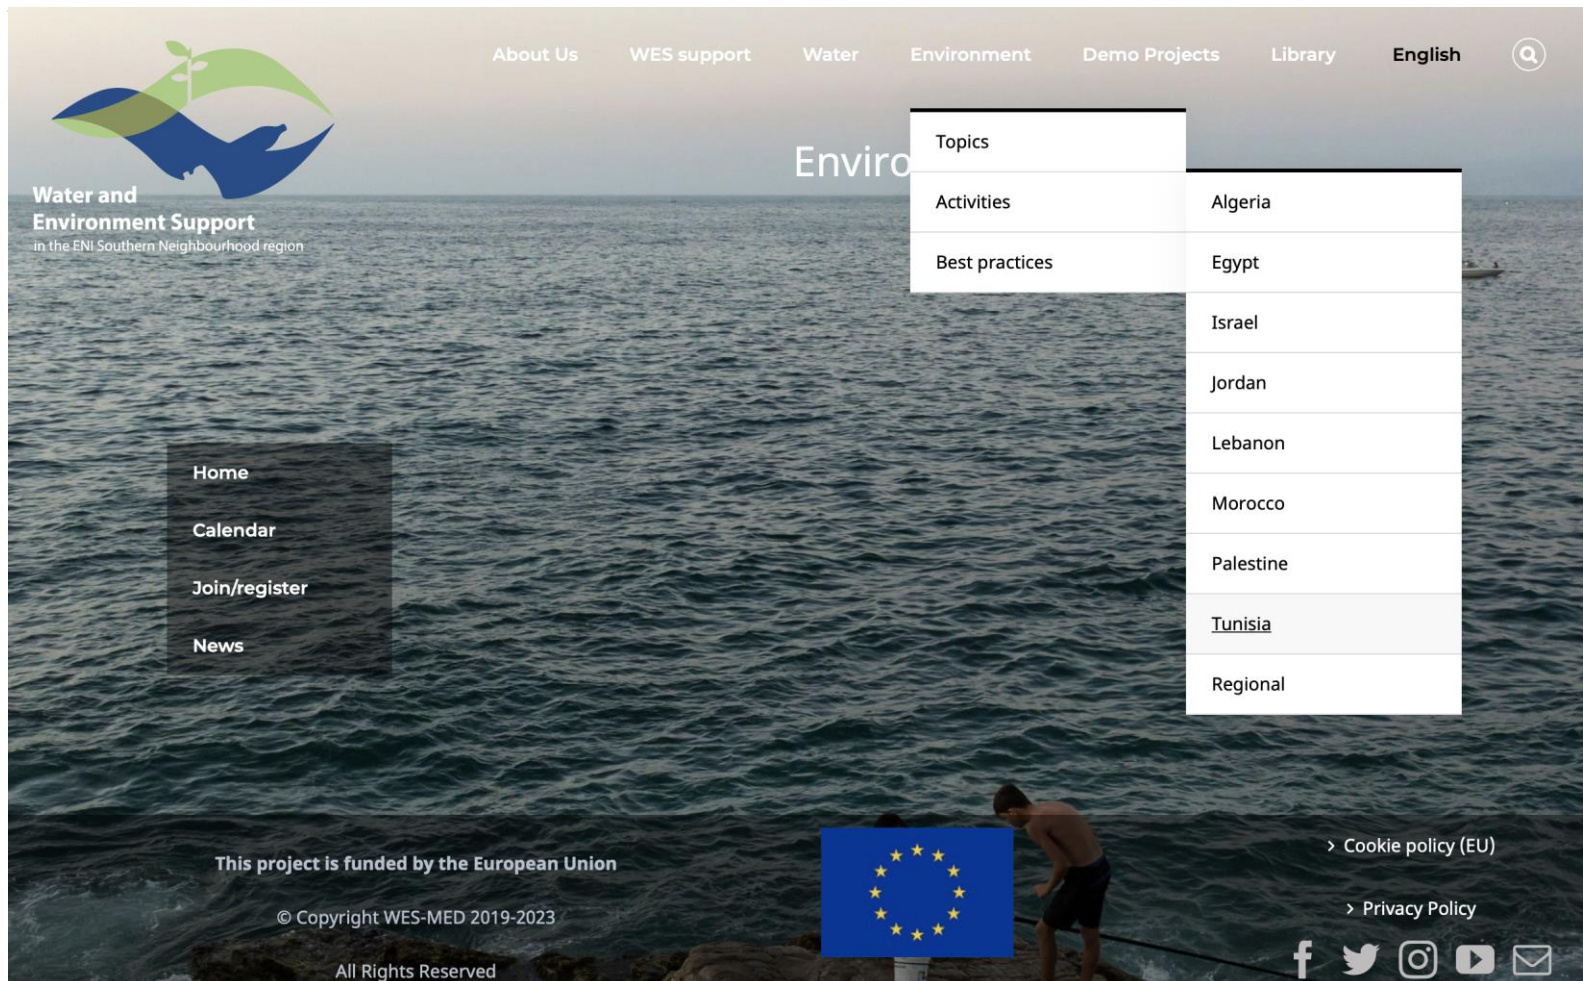 About Us WES support Water Environment Demo Projects Library English
Water and
Environment Support
in the ENI Southern Neighbourhood region
Enviro
Topics
Activities
Best practices
Algeria
Egypt
Israel
Jordan
Lebanon
Morocco
Palestine
Tunisia
Regional
Home
Calendar
Join/register
News
This project is funded by the European Union
© Copyright WES-MED 2019-2023
All Rights Reserved
> Cookie policy (EU)
> Privacy Policy